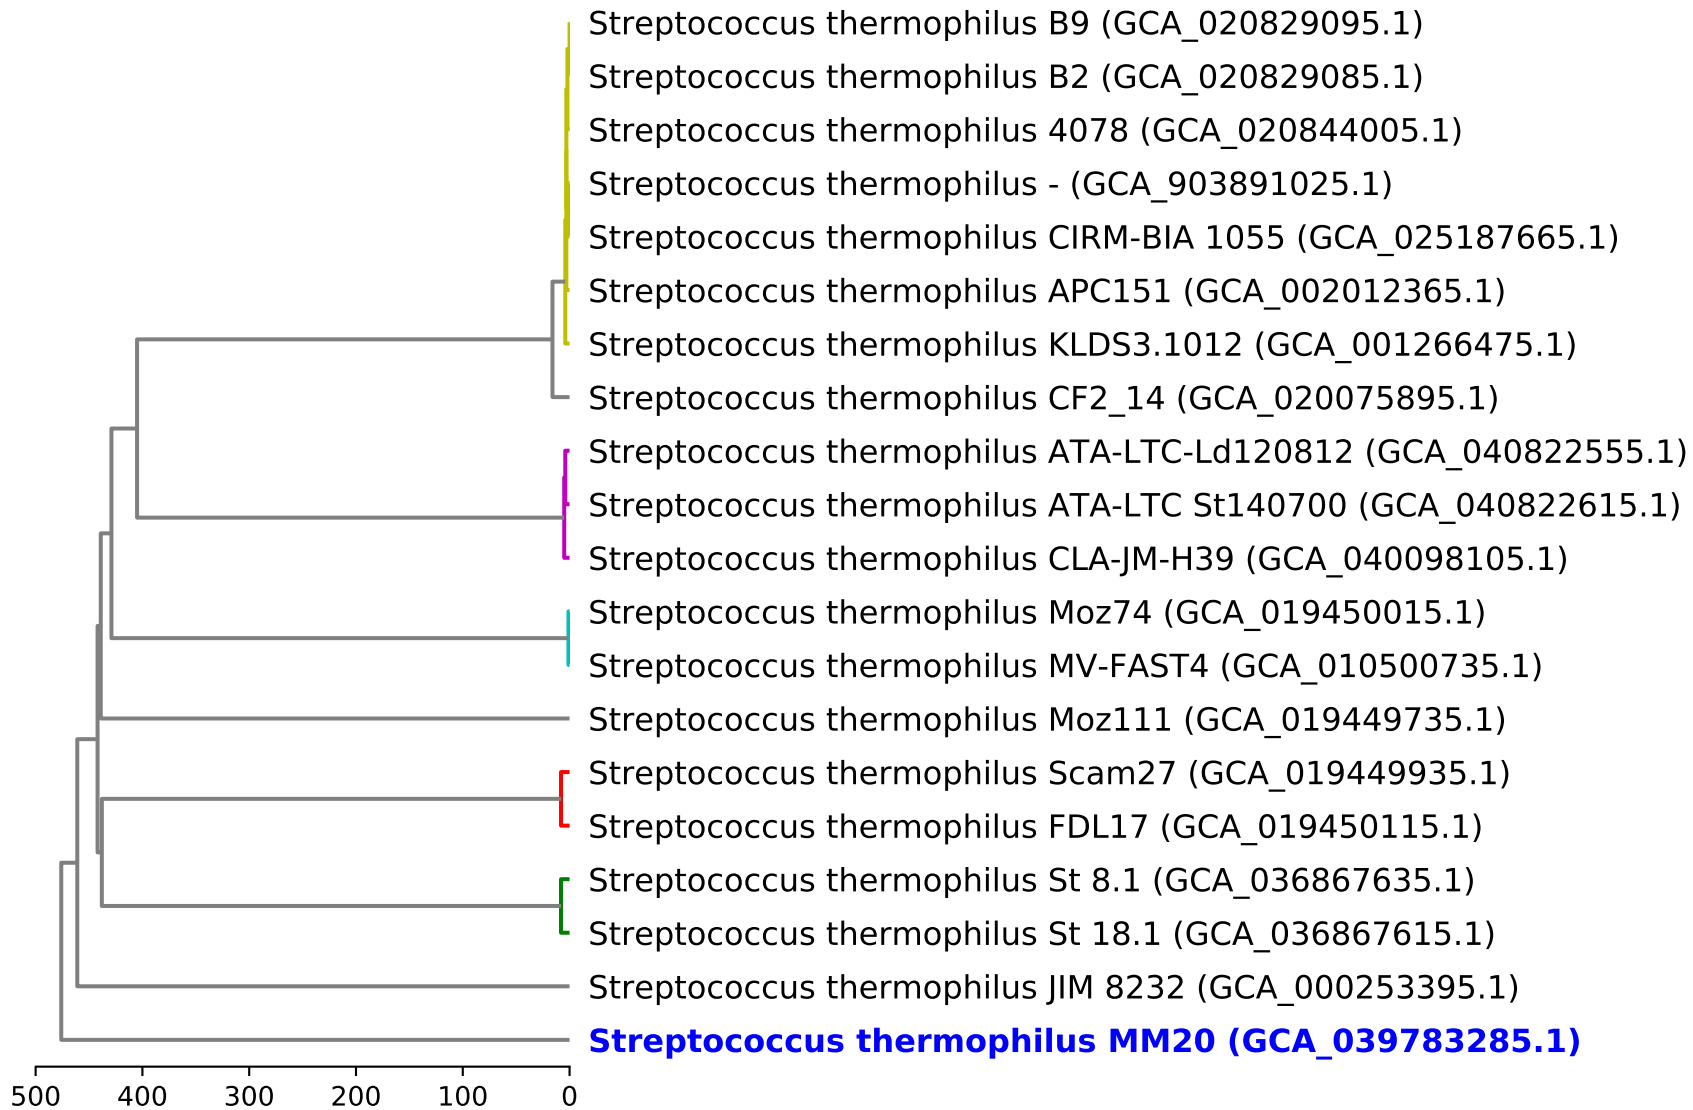 Streptococcus thermophilus B9 (GCA_020829095.1)
Streptococcus thermophilus B2 (GCA_020829085.1)
Streptococcus thermophilus 4078 (GCA_020844005.1)
Streptococcus thermophilus - (GCA_903891025.1)
Streptococcus thermophilus CIRM-BIA 1055 (GCA_025187665.1)
Streptococcus thermophilus APC151 (GCA_002012365.1)
Streptococcus thermophilus KLDS3.1012 (GCA_001266475.1)
Streptococcus thermophilus CF2_14 (GCA_020075895.1)
Streptococcus thermophilus ATA-LTC-Ld120812 (GCA_040822555.1)
Streptococcus thermophilus ATA-LTC St140700 (GCA_040822615.1)
Streptococcus thermophilus CLA-JM-H39 (GCA_040098105.1)
Streptococcus thermophilus Moz74 (GCA_019450015.1)
Streptococcus thermophilus MV-FAST4 (GCA_010500735.1)
Streptococcus thermophilus Moz111 (GCA_019449735.1)
Streptococcus thermophilus Scam27 (GCA_019449935.1)
Streptococcus thermophilus FDL17 (GCA_019450115.1)
Streptococcus thermophilus St 8.1 (GCA_036867635.1)
Streptococcus thermophilus St 18.1 (GCA_036867615.1)
Streptococcus thermophilus JIM 8232 (GCA_000253395.1)
Streptococcus thermophilus MM20 (GCA_039783285.1)
500 400 300 200 100 0